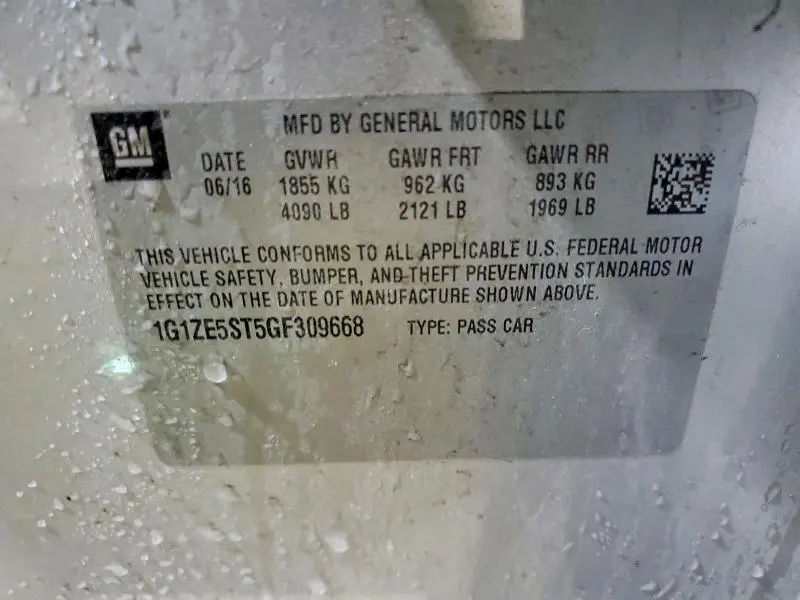 GM
MFD BY GENERAL MOTORS LLC
DATE GVWR GAWR FRT GAWR RR
06/16 1855 KG 962 KG 893 KG
4090 LB 2121 LB 1969 LB
THIS VEHICLE CONFORMS TO ALL APPLICABLE U.S. FEDERAL MOTOR
VEHICLE SAFETY, BUMPER, AND THEFT PREVENTION STANDARDS IN
EFFECT ON THE DATE OF MANUFACTURE SHOWN ABOVE.
1G1ZE5ST5GF309668 TYPE: PASS CAR